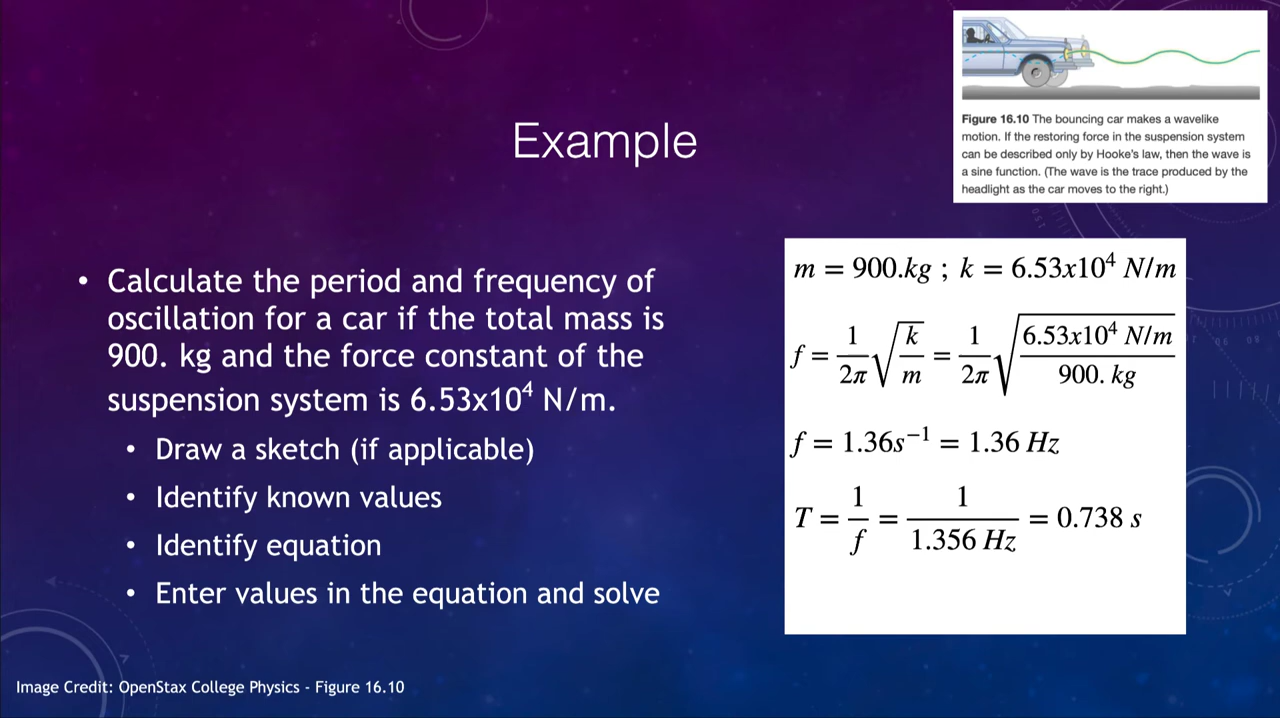 Figure 16.10 The bouncing car makes a wavelike
motion. If the restoring force in the suspension system
can be described only by Hooke's law, then the wave is
a sine function. (The wave is the trace produced by the
headlight as the car moves to the right.)
Example
• Calculate the period and frequency of
oscillation for a car if the total mass is
900. kg and the force constant of the
suspension system is 6.53x10⁴ N/m.
• Draw a sketch (if applicable)
• Identify known values
• Identify equation
• Enter values in the equation and solve
m = 900.kg ; k = 6.53x10⁴ N/m
f = 1/2π √(k/m) = 1/2π √(6.53x10⁴ N/m / 900. kg)
f = 1.36s⁻¹ = 1.36 Hz
T = 1/f = 1/1.356 Hz = 0.738 s
Image Credit: OpenStax College Physics - Figure 16.10